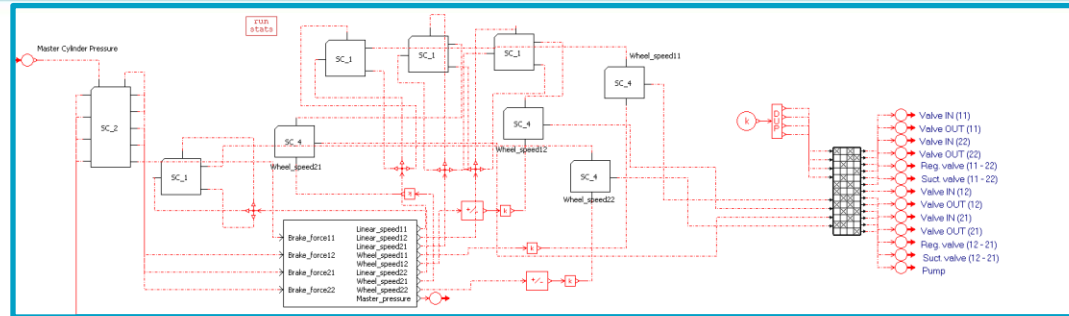 run
stats
Master Cylinder Pressure
SC_1
SC_1
SC_1
Wheel_speed11
SC_4
SC_2
SC_4
Wheel_speed21
SC_4
Wheel_speed12
SC_1
SC_4
Wheel_speed22
k
DUP
Valve IN (11)
Valve OUT (11)
Valve IN (22)
Valve OUT (22)
Reg. valve (11 - 22)
Suct. valve (11 - 22)
Valve IN (12)
Valve OUT (12)
Valve IN (21)
Valve OUT (21)
Reg. valve (12 - 21)
Suct. valve (12 - 21)
Pump
+/-
k
k
+/-
k
Brake_force11
Brake_force12
Brake_force21
Brake_force22
Linear_speed11
Linear_speed12
Linear_speed21
Wheel_speed11
Wheel_speed12
Linear_speed22
Wheel_speed21
Wheel_speed22
Master_pressure